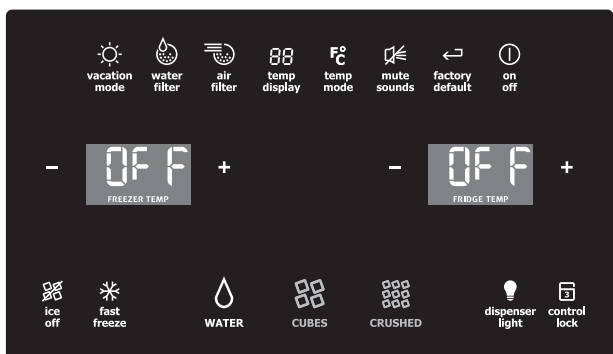 vacation water air 88 F° C temp mute factory on
mode filter filter temp mode sounds default off
display
- OFF + - OFF +
FREEZER TEMP FRIDGE TEMP
ice fast WATER CUBES CRUSHED dispenser control
off freeze light lock
3